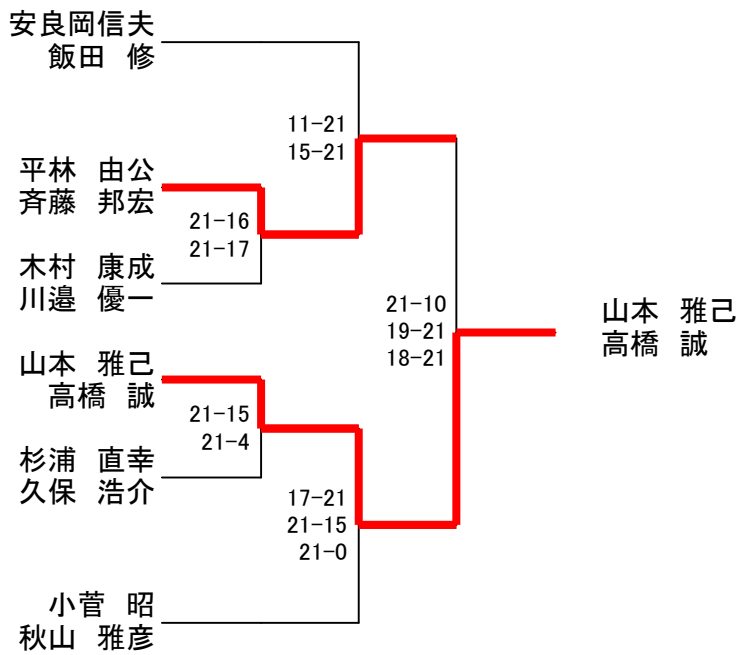 安良岡信夫
飯田 修
11-21
15-21
平林 由公
斉藤 邦宏
21-16
21-17
木村 康成
川邉 優一
21-10
19-21
18-21
山本 雅己
高橋 誠
山本 雅己
高橋 誠
21-15
21-4
杉浦 直幸
久保 浩介
17-21
21-15
21-0
小菅 昭
秋山 雅彦